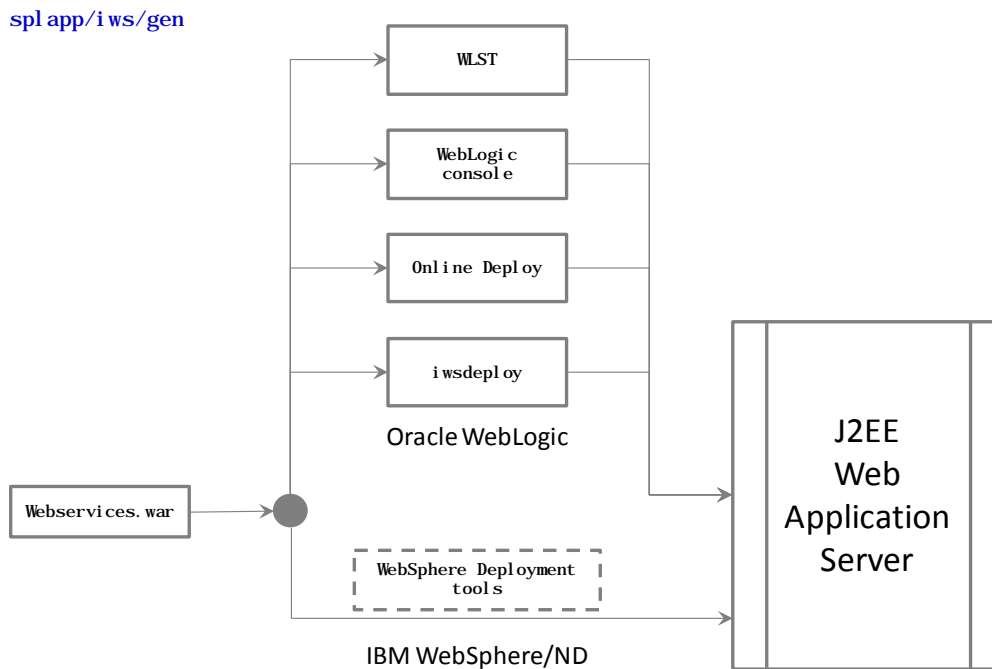 splapp/iws/gen
WLST
WebLogic
console
Online Deploy
iwsdeploy
Oracle WebLogic
Webservices.war
J2EE
Web
Application
Server
WebSphere Deployment
tools
IBM WebSphere/ND